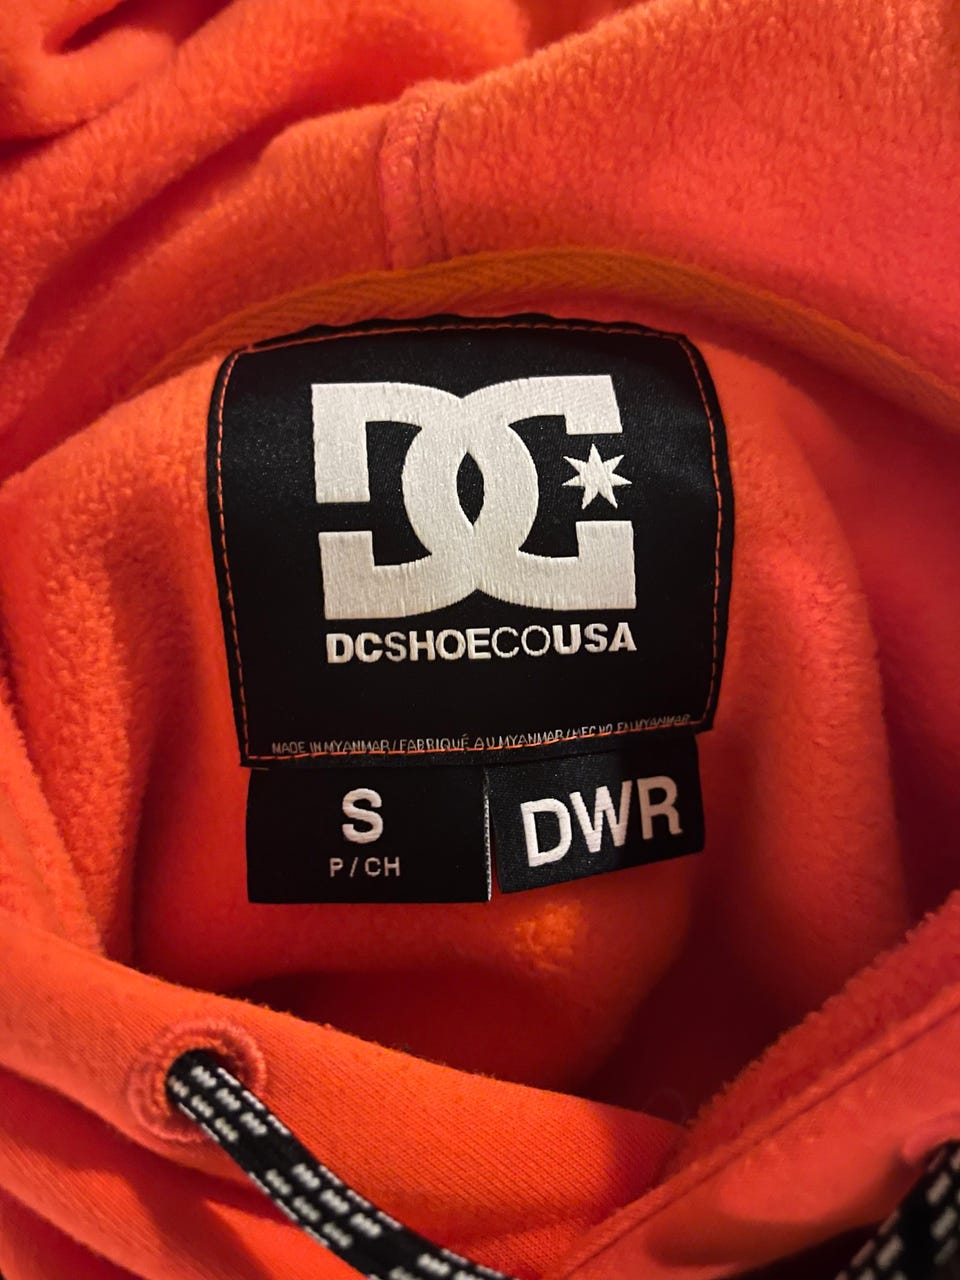 DC
DCSHOECOUSA
MADE IN MYANMAR / FABRIQUÉ AU MYANMAR / HECHO EN MYANMAR
S
P / CH
DWR